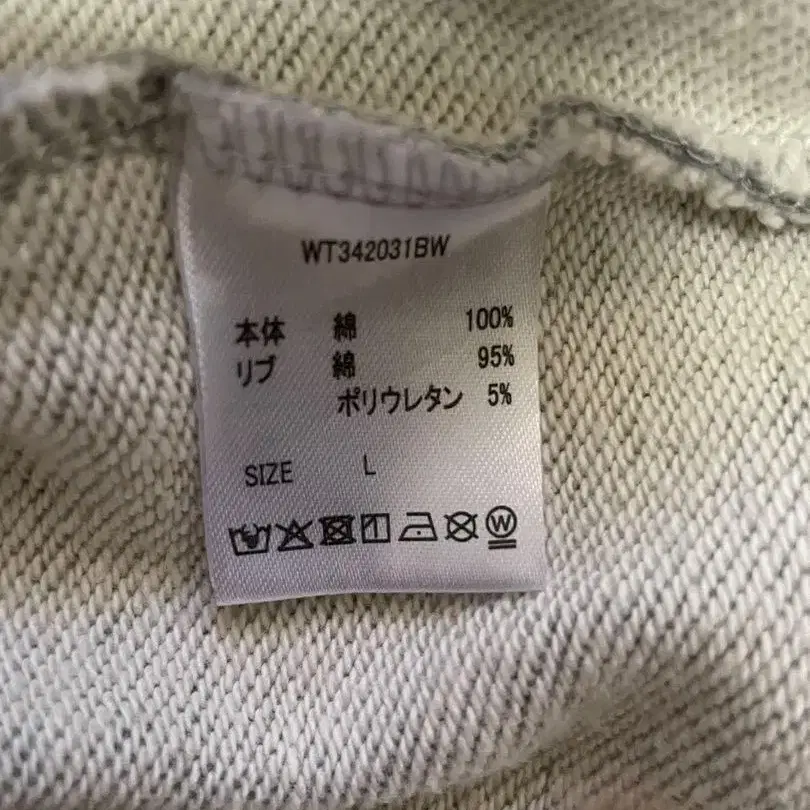 WT342031BW
本体 綿 100%
リブ 綿 95%
ポリウレタン 5%
SIZE L
W